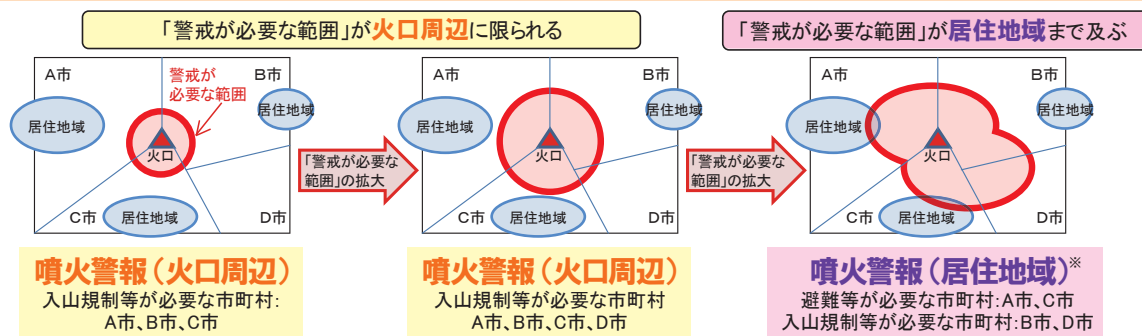 「警戒が必要な範囲」が火口周辺に限られる
A市
B市
警戒が
必要な範囲
居住地域
居住地域
火口
C市
居住地域
D市
噴火警報(火口周辺)
入山規制等が必要な市町村:
A市、B市、C市
「警戒が必要な
範囲」の拡大
A市
B市
居住地域
居住地域
火口
C市
居住地域
D市
噴火警報(火口周辺)
入山規制等が必要な市町村
A市、B市、C市、D市
「警戒が必要な
範囲」の拡大
「警戒が必要な範囲」が居住地域まで及ぶ
A市
B市
居住地域
居住地域
火口
C市
居住地域
D市
噴火警報(居住地域)※
避難等が必要な市町村:A市、C市
入山規制等が必要な市町村:B市、D市